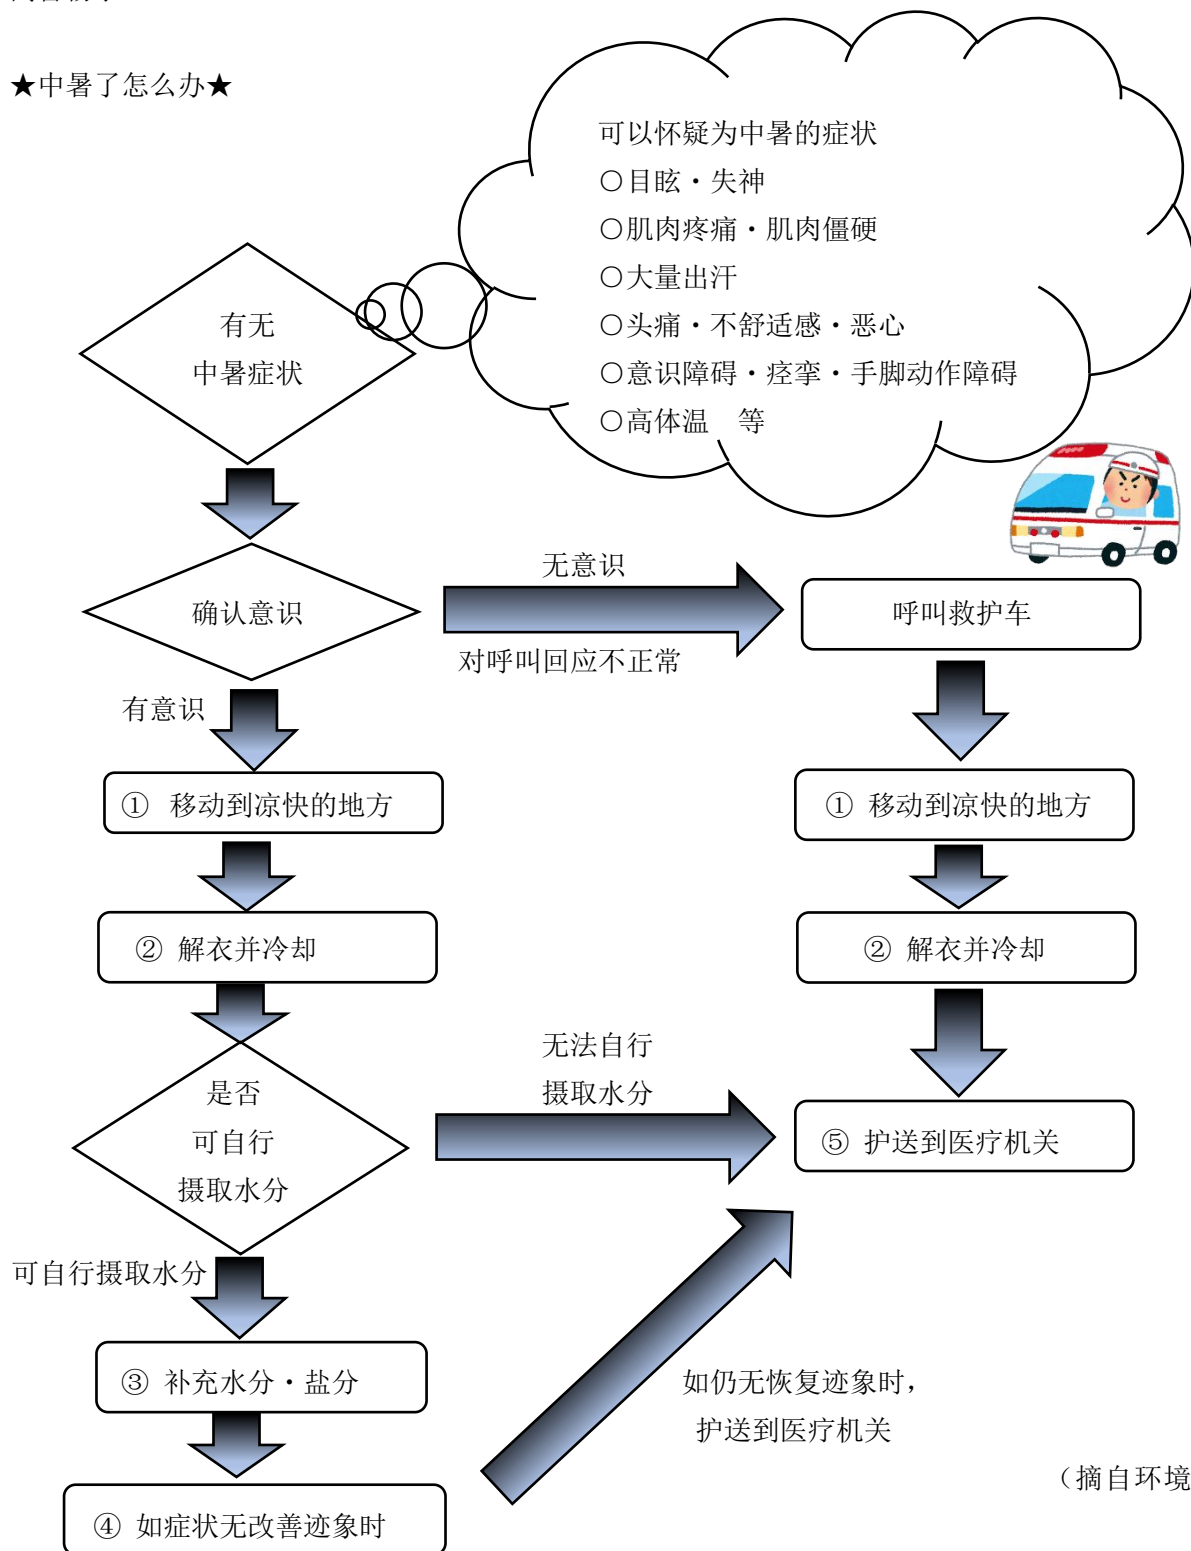 ★中暑了怎么办★
可以怀疑为中暑的症状
○目眩・失神
○肌肉疼痛・肌肉僵硬
○大量出汗
○头痛・不舒适感・恶心
○意识障碍・痉挛・手脚动作障碍
○高体温　等
有无
中暑症状
确认意识
无意识
对呼叫回应不正常
呼叫救护车
有意识
① 移动到凉快的地方
① 移动到凉快的地方
② 解衣并冷却
② 解衣并冷却
是否
可自行
摄取水分
无法自行
摄取水分
⑤ 护送到医疗机关
可自行摄取水分
③ 补充水分・盐分
如仍无恢复迹象时，
护送到医疗机关
④ 如症状无改善迹象时
（摘自环境